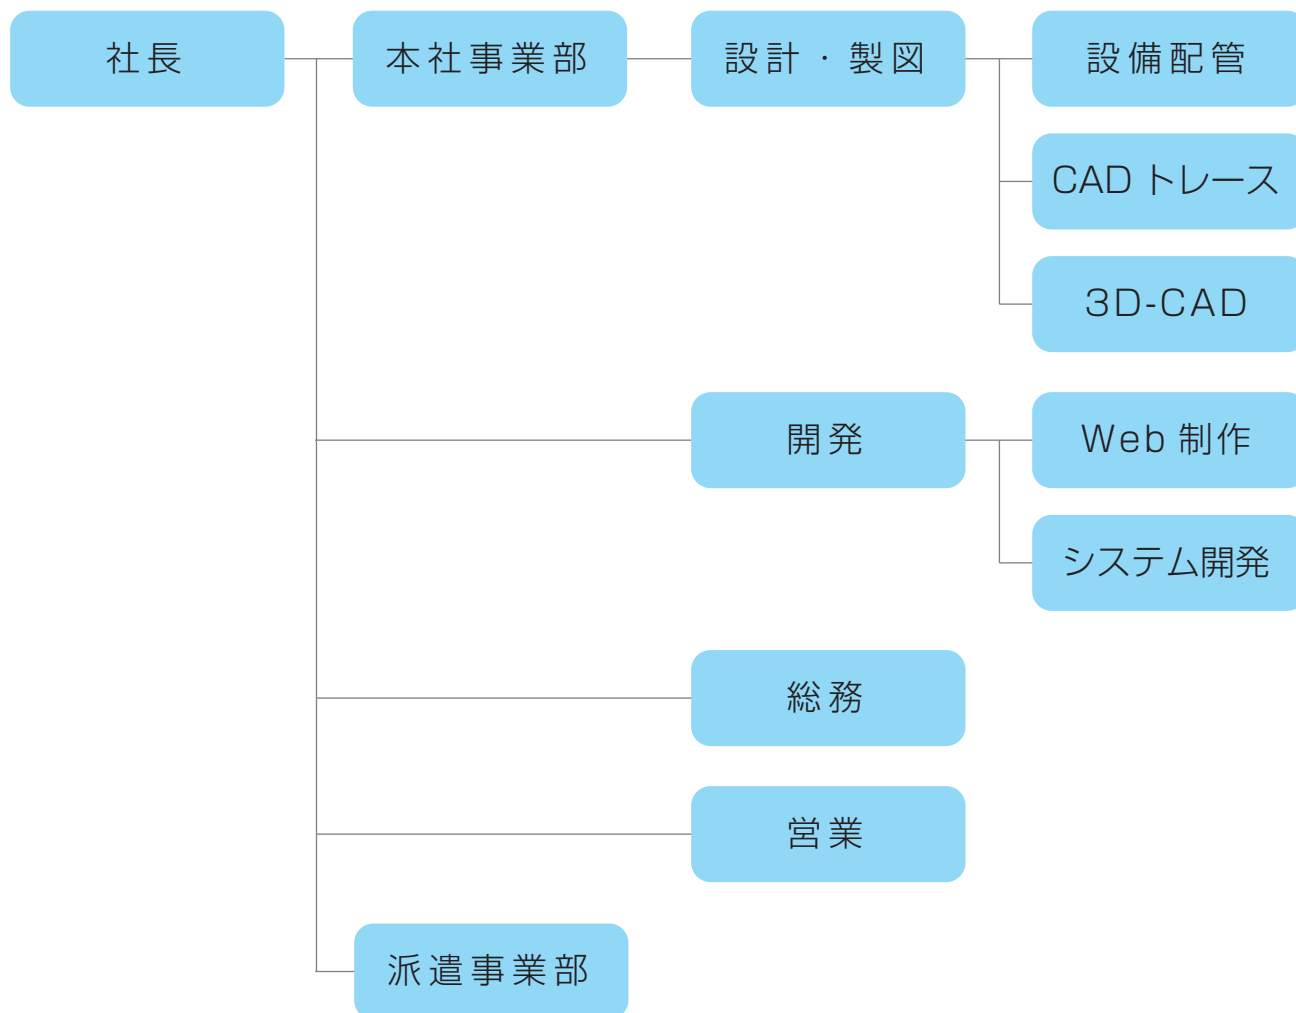 社長
本社事業部
設計・製図
設備配管
CAD トレース
3D-CAD
開発
Web 制作
システム開発
総務
営業
派遣事業部